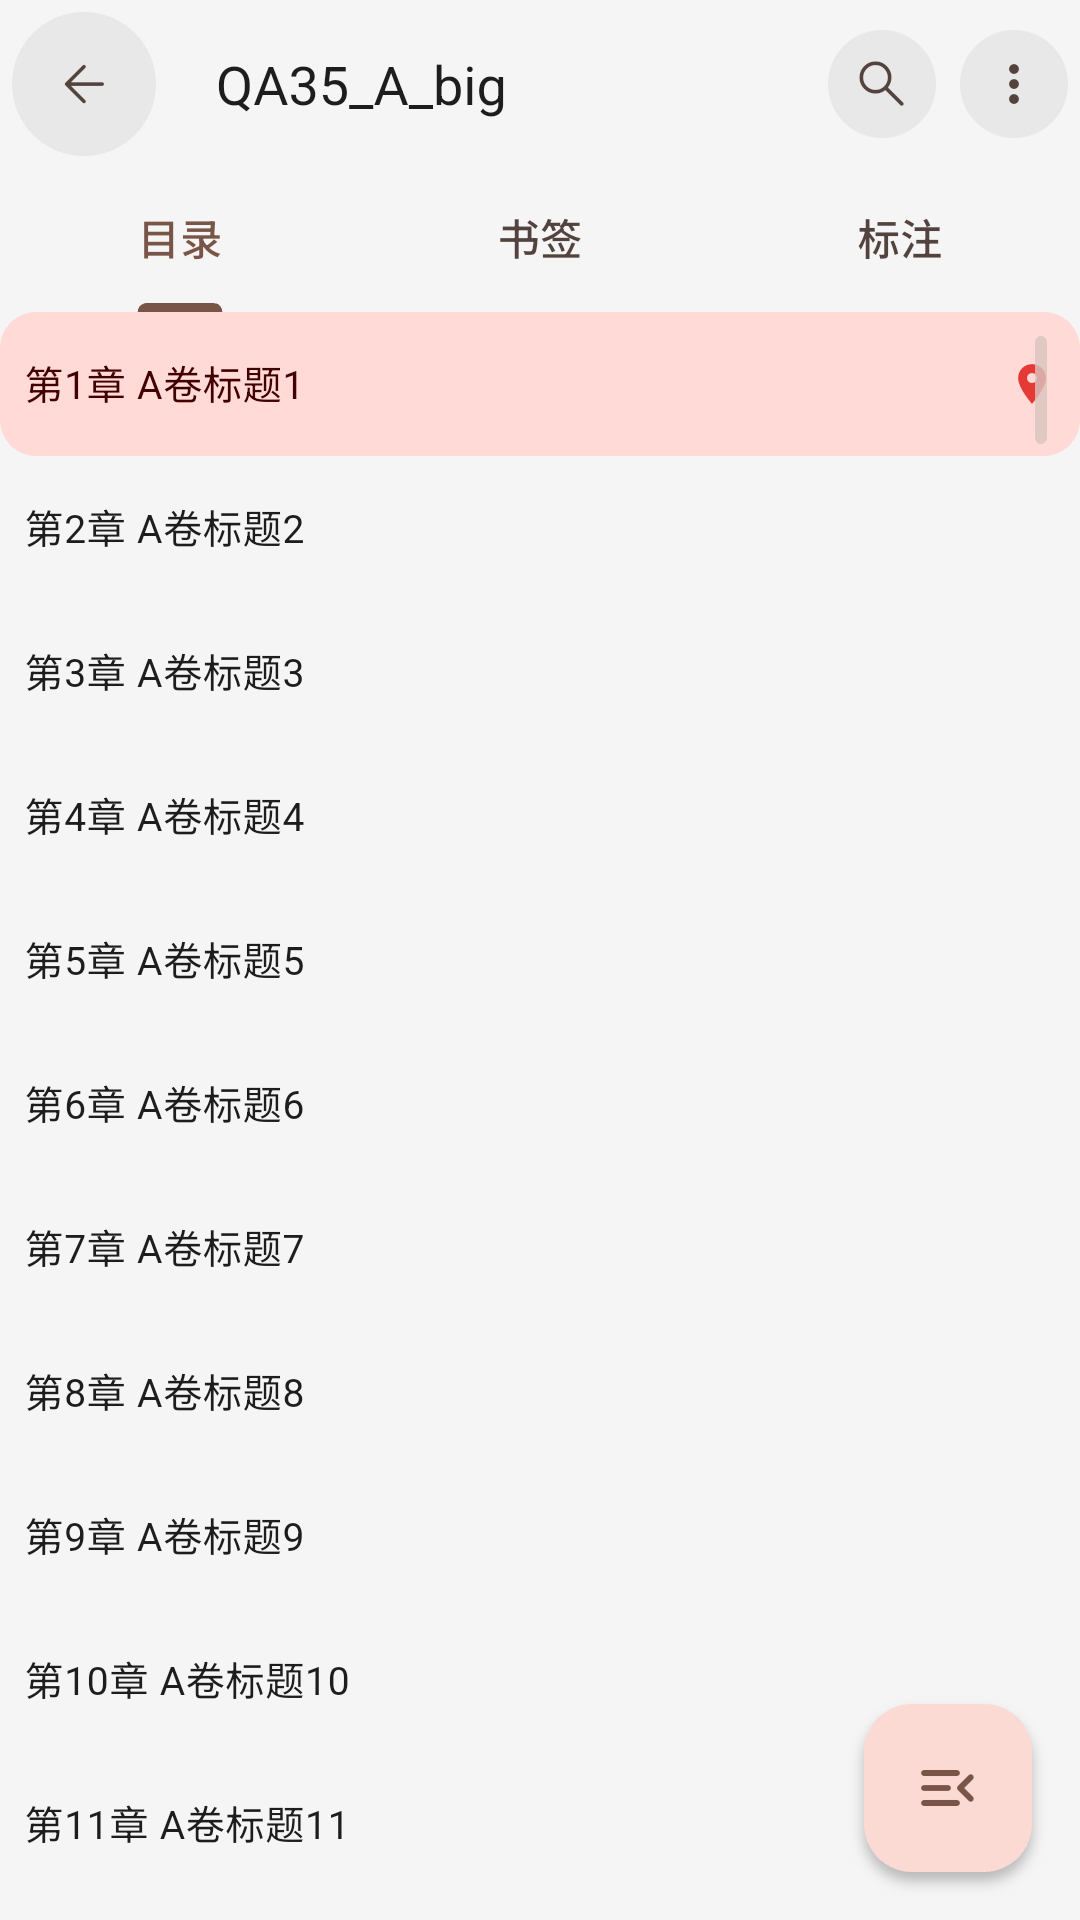 QA35_A_big
目录
书签
标注
第1章 A卷标题1
第2章 A卷标题2
第3章 A卷标题3
第4章 A卷标题4
第5章 A卷标题5
第6章 A卷标题6
第7章 A卷标题7
第8章 A卷标题8
第9章 A卷标题9
第10章 A卷标题10
第11章 A卷标题11